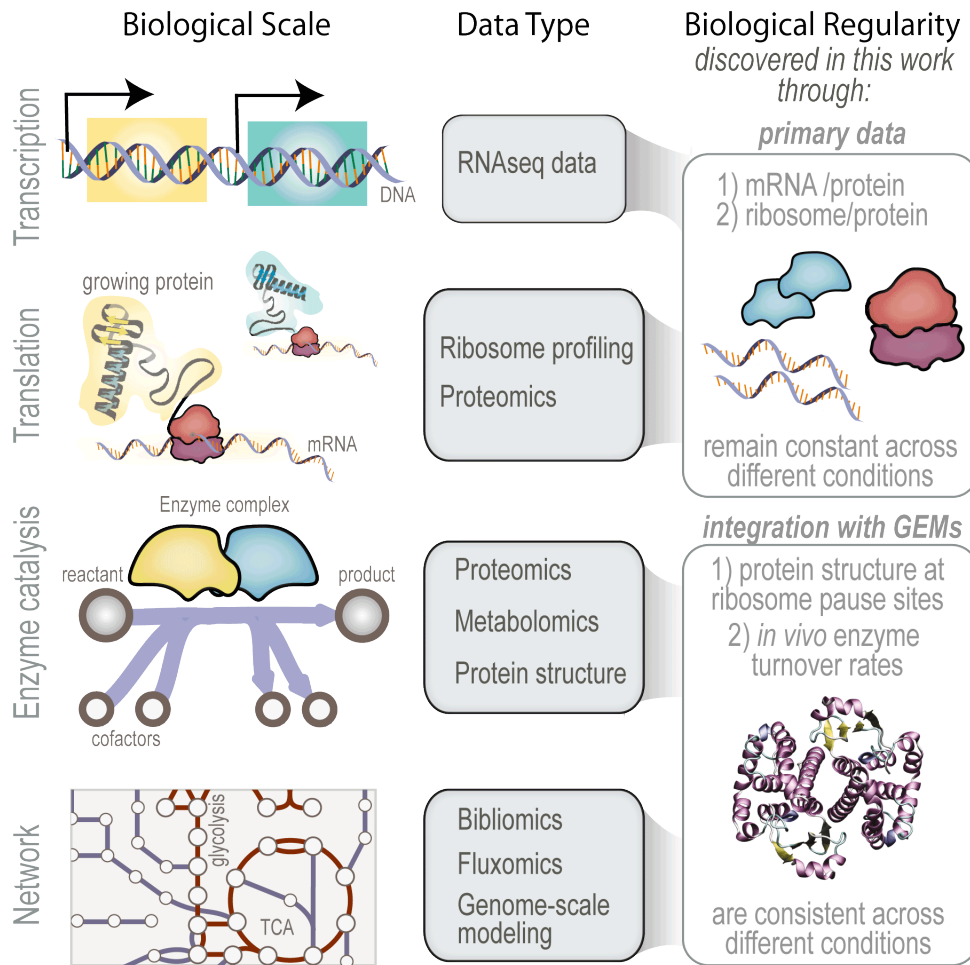 Biological Scale
Data Type
Biological Regularity
discovered in this work
through:
primary data
Transcription
DNA
RNAseq data
1) mRNA /protein
2) ribosome/protein
remain constant across
different conditions
Translation
growing protein
mRNA
Ribosome profiling
Proteomics
Enzyme catalysis
Enzyme complex
reactant
product
cofactors
Proteomics
Metabolomics
Protein structure
integration with GEMs
1) protein structure at
ribosome pause sites
2) in vivo enzyme
turnover rates
are consistent across
different conditions
Network
glycolysis
TCA
Bibliomics
Fluxomics
Genome-scale
modeling